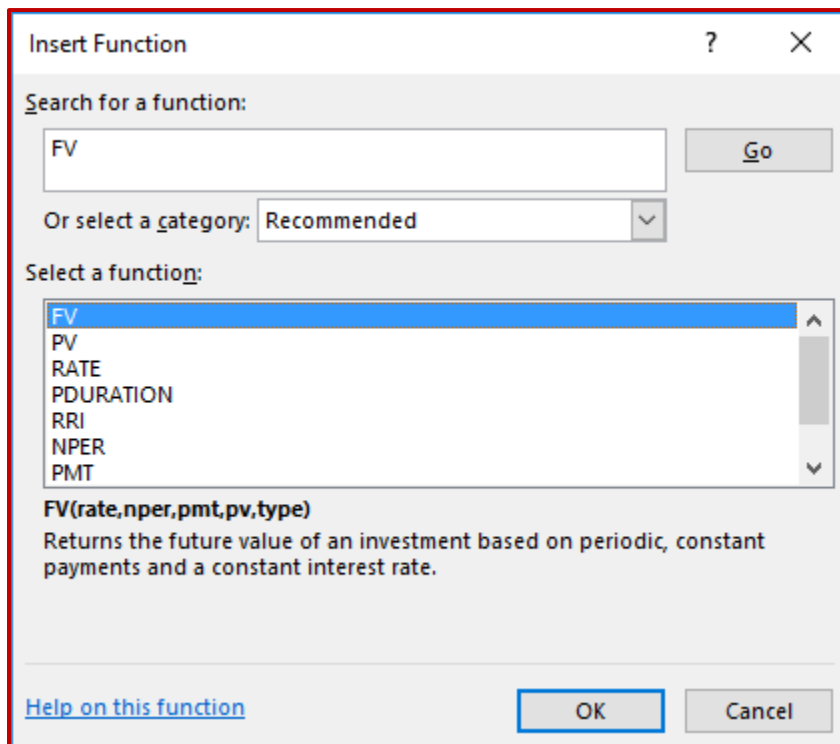 Insert Function
?
Search for a function:
FV
Go
Or select a category: Recommended
Select a function:
FV
PV
RATE
PDURATION
RRI
NPER
PMT
FV(rate,nper,pmt,pv,type)
Returns the future value of an investment based on periodic, constant
payments and a constant interest rate.
Help on this function
OK
Cancel